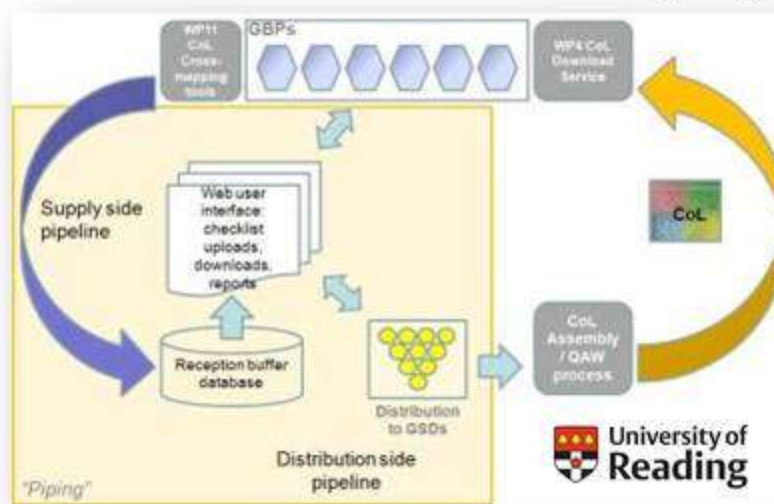 WP11
CoL
Cross-
mapping
tools
GBPs
WP4 CoL
Download
Service
Supply side
pipeline
Web user
interface:
checklist
uploads,
downloads,
reports
CoL
Reception buffer
database
Distribution
to GSDs
CoL
Assembly
/ QAW
process
Distribution side
pipeline
"Piping"
University of
Reading